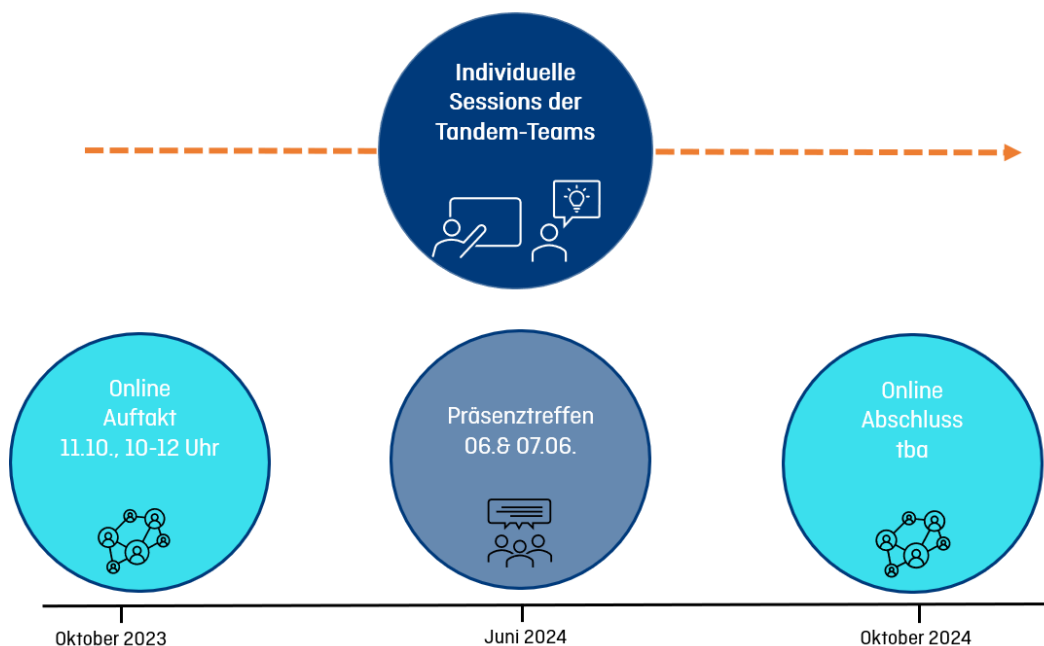 Individuelle
Sessions der
Tandem-Teams
Online
Auftakt
11.10., 10-12 Uhr
Präsenztreffen
06.& 07.06.
Online
Abschluss
tba
Oktober 2023
Juni 2024
Oktober 2024